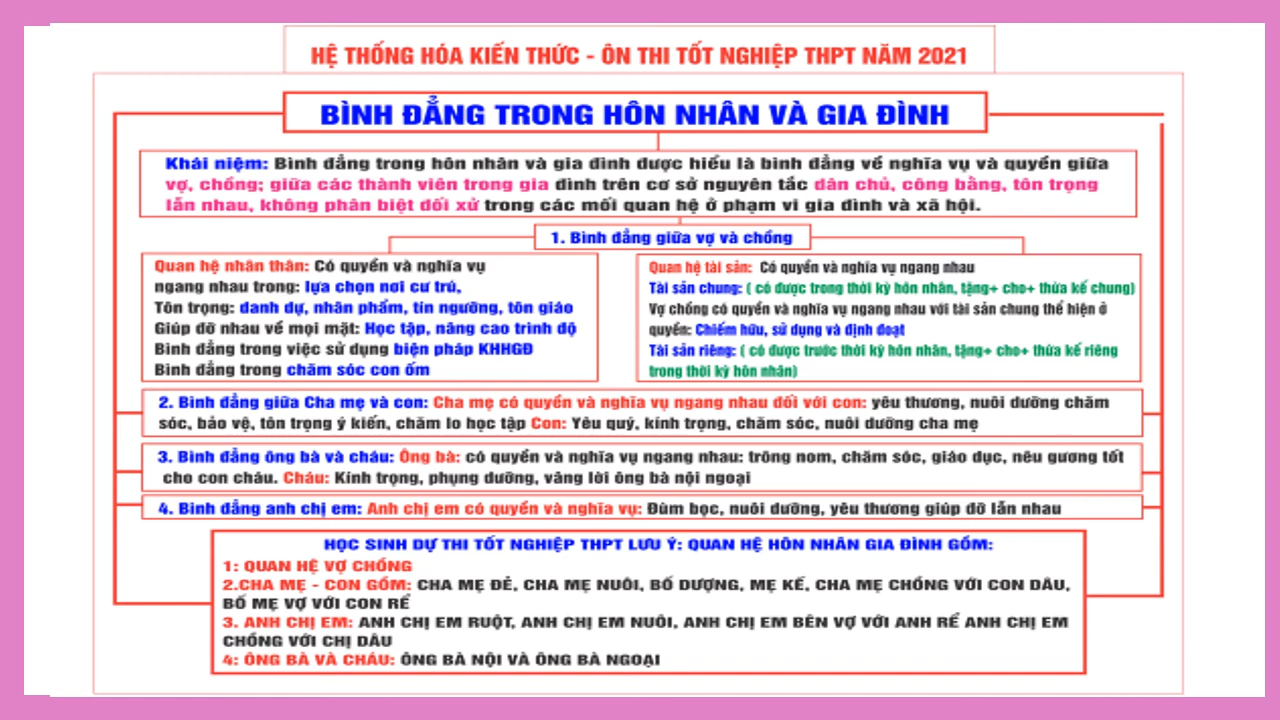 HỆ THỐNG HÓA KIẾN THỨC - ÔN THI TỐT NGHIỆP THPT NĂM 2021
BÌNH ĐẲNG TRONG HÔN NHÂN VÀ GIA ĐÌNH
Khái niệm: Bình đẳng trong hôn nhân và gia đình được hiểu là bình đẳng về nghĩa vụ và quyền giữa
vợ, chồng; giữa các thành viên trong gia đình trên cơ sở nguyên tắc dân chủ, công bằng, tôn trọng
lẫn nhau, không phân biệt đối xử trong các mối quan hệ ở phạm vi gia đình và xã hội.
1. Bình đẳng giữa vợ và chồng
Quan hệ nhân thân: Có quyền và nghĩa vụ
ngang nhau trong: lựa chọn nơi cư trú,
Tôn trọng: danh dự, nhân phẩm, tín ngưỡng, tôn giáo
Giúp đỡ nhau về mọi mặt: Học tập, nâng cao trình độ
Bình đẳng trong việc sử dụng biện pháp KHHGĐ
Bình đẳng trong chăm sóc con ốm
Quan hệ tài sản: Có quyền và nghĩa vụ ngang nhau
Tài sản chung: ( có được trong thời kỳ hôn nhân, tặng+ cho+ thừa kế chung)
Vợ chồng có quyền và nghĩa vụ ngang nhau với tài sản chung thể hiện ở
quyền: Chiếm hữu, sử dụng và định đoạt
Tài sản riêng: ( có được trước thời kỳ hôn nhân, tặng+ cho+ thừa kế riêng
trong thời kỳ hôn nhân)
2. Bình đẳng giữa Cha mẹ và con: Cha mẹ có quyền và nghĩa vụ ngang nhau đối với con: yêu thương, nuôi dưỡng chăm
sóc, bảo vệ, tôn trọng ý kiến, chăm lo học tập Con: Yêu quý, kính trọng, chăm sóc, nuôi dưỡng cha mẹ
3. Bình đẳng ông bà và cháu: Ông bà: có quyền và nghĩa vụ ngang nhau: trông nom, chăm sóc, giáo dục, nêu gương tốt
cho con cháu. Cháu: Kính trọng, phụng dưỡng, vâng lời ông bà nội ngoại
4. Bình đẳng anh chị em: Anh chị em có quyền và nghĩa vụ: Đùm bọc, nuôi dưỡng, yêu thương giúp đỡ lẫn nhau
HỌC SINH DỰ THI TỐT NGHIỆP THPT LƯU Ý: QUAN HỆ HÔN NHÂN GIA ĐÌNH GỒM:
1: QUAN HỆ VỢ CHỒNG
2.CHA MẸ - CON GỒM: CHA MẸ ĐẺ, CHA MẸ NUÔI, BỐ DƯỢNG, MẸ KẾ, CHA MẸ CHỒNG VỚI CON DÂU,
BỐ MẸ VỢ VỚI CON RỂ
3. ANH CHỊ EM: ANH CHỊ EM RUỘT, ANH CHỊ EM NUÔI, ANH CHỊ EM BÊN VỢ VỚI ANH RỂ ANH CHỊ EM
CHỒNG VỚI CHỊ DÂU
4: ÔNG BÀ VÀ CHÁU: ÔNG BÀ NỘI VÀ ÔNG BÀ NGOẠI